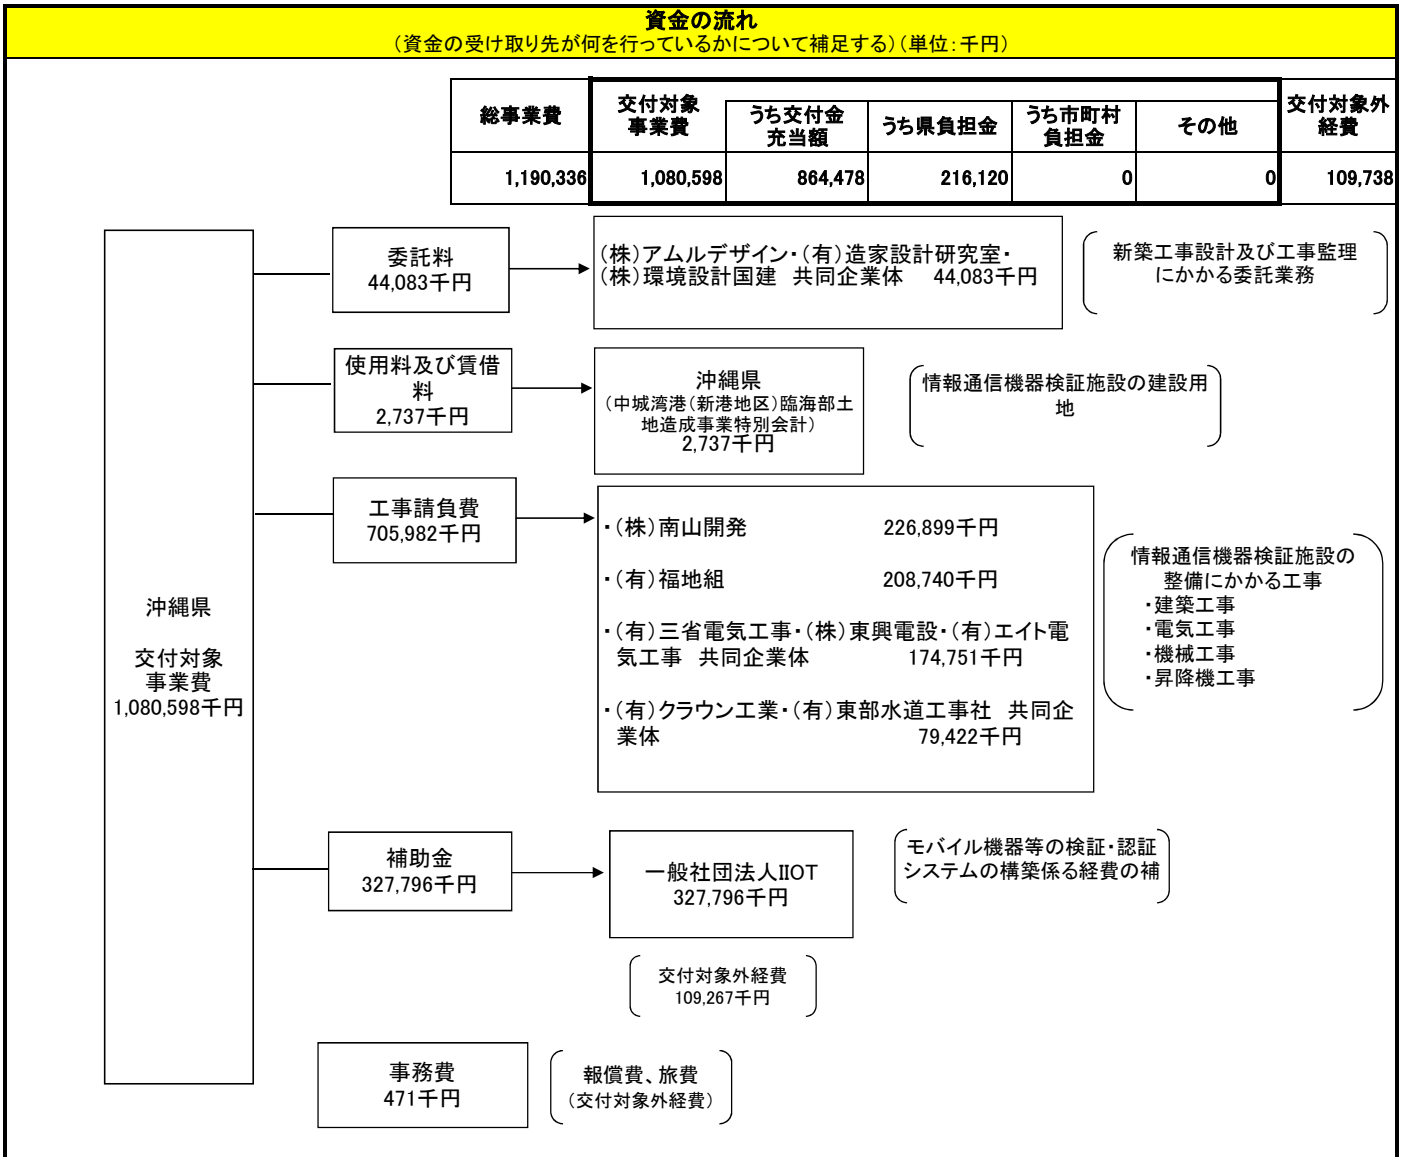 資金の流れ
（資金の受け取り先が何を行っているかについて補足する）（単位：千円）
総事業費
交付対象
事業費
うち交付金
充当額
うち県負担金
うち市町村
負担金
その他
交付対象外
経費
1,190,336
1,080,598
864,478
216,120
0
0
109,738
沖縄県
交付対象
事業費
1,080,598千円
委託料
44,083千円
（株）アムルデザイン・（有）造家設計研究室・
（株）環境設計国建　共同企業体　44,083千円
新築工事設計及び工事監理
にかかる委託業務
使用料及び賃借
料
2,737千円
沖縄県
（中城湾港（新港地区）臨海部土
地造成事業特別会計）
2,737千円
情報通信機器検証施設の建設用
地
工事請負費
705,982千円
・（株）南山開発　226,899千円
・（有）福地組　208,740千円
・（有）三省電気工事・（株）東興電設・（有）エイト電
気工事　共同企業体　174,751千円
・（有）クラウン工業・（有）東部水道工事社　共同企
業体　79,422千円
情報通信機器検証施設の
整備にかかる工事
・建築工事
・電気工事
・機械工事
・昇降機工事
補助金
327,796千円
一般社団法人IIOT
327,796千円
モバイル機器等の検証・認証
システムの構築係る経費の補
交付対象外経費
109,267千円
事務費
471千円
報償費、旅費
（交付対象外経費）